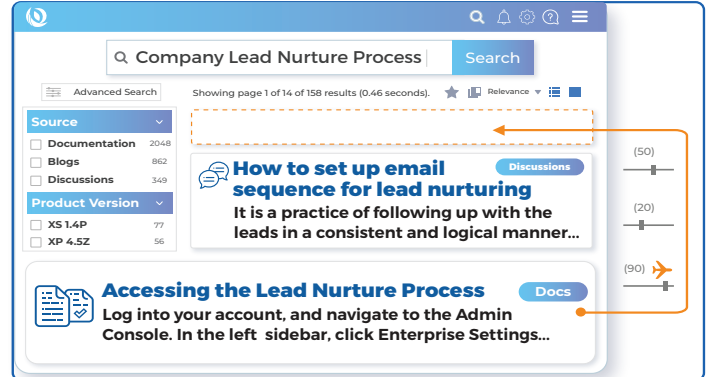 Company Lead Nurture Process
Search
Advanced Search
Showing page 1 of 14 of 158 results (0.46 seconds).
Relevance
Source
Documentation 2048
Blogs 862
Discussions 349
Product Version
XS 1.4P 77
XP 4.5Z 56
How to set up email
sequence for lead nurturing
Discussions
It is a practice of following up with the
leads in a consistent and logical manner...
Accessing the Lead Nurture Process
Docs
Log into your account, and navigate to the Admin
Console. In the left sidebar, click Enterprise Settings...
(50)
(20)
(90)